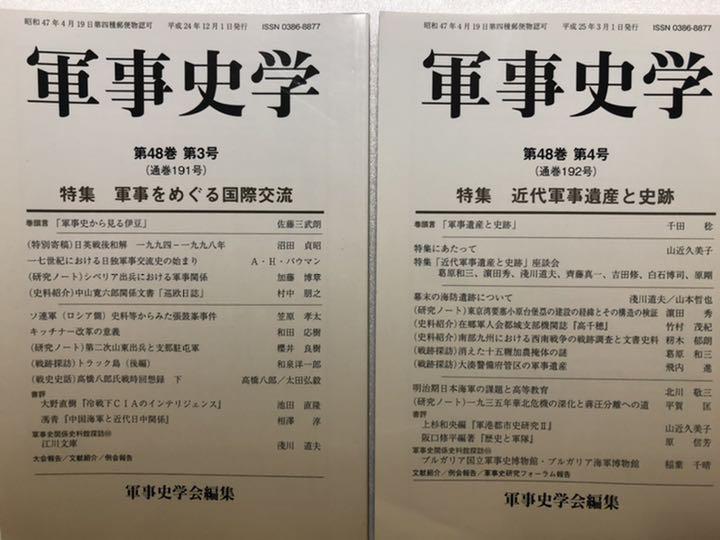 昭和47年4月19日第四種郵便物認可 平成24年12月1日発行 ISSN 0386-8877
軍事史学
第48巻 第3号
(通巻191号)
特集 軍事をめぐる国際交流
巻頭言 「軍事史から見る伊豆」 佐藤三武朗
(特別寄稿)日英戦後和解 一九九四-一九九八年 沼田 貞昭
一七世紀における日独軍事交流史の始まり A・H・バウマン
(研究ノート)シベリア出兵における軍事関係 加藤 博章
(史料紹介)中山寛六郎関係文書「巡欧日誌」 村中 朋之
ソ連軍(ロシア側)史料等からみた張鼓峯事件 笠原 孝太
キッチナー改革の意義 和田 応樹
(研究ノート)第二次山東出兵と支那駐屯軍 櫻井 良樹
(戦跡探訪)トラック島(後編) 和泉洋一郎
(戦史史話)高橋八郎氏戦時回想録 下 高橋八郎/太田弘毅
書評
大野直樹『冷戦下CIAのインテリジェンス』 池田 直隆
馮青『中国海軍と近代日中関係』 相澤 淳
軍事史関係史料館探訪
江川文庫 淺川 道夫
大会報告/文献紹介/例会報告
軍事史学会編集
昭和47年4月19日第四種郵便物認可 平成25年3月1日発行 ISSN 0386-8877
軍事史学
第48巻 第4号
(通巻192号)
特集 近代軍事遺産と史跡
巻頭言 「軍事遺産と史跡」 千田 稔
特集にあたって 山近久美子
特集「近代軍事遺産と史跡」座談会
葛原和三、濵田秀、淺川道夫、齊藤真一、吉田修、白石博司、原剛
幕末の海防遺跡について 淺川道夫/山本哲也
(研究ノート)東京湾要塞小原台堡塁の建設の経緯とその構造の検証 濵田 秀
(史料紹介)在郷軍人会都城支部機関誌『高千穂』 竹村 茂紀
(史料紹介)南部九州における西南戦争の戦跡調査と文書史料 籾木 郁朗
(戦跡探訪)消えた十五糎加農掩体の謎 葛原 和三
(戦跡探訪)大湊警備府管区の軍事遺産 飛内 進
明治期日本海軍の課題と高等教育 北川 敬三
(研究ノート)一九三五年華北危機の深化と蔣汪分離への道 平賀 匡
書評
上杉和央編『軍港都市史研究Ⅱ』 山近久美子
阪口修平編著『歴史と軍隊』 原 信芳
軍事史関係史料館探訪
ブルガリア国立軍事史博物館・ブルガリア海軍博物館 稲葉 千晴
文献紹介/例会報告/軍事史研究フォーラム報告
軍事史学会編集